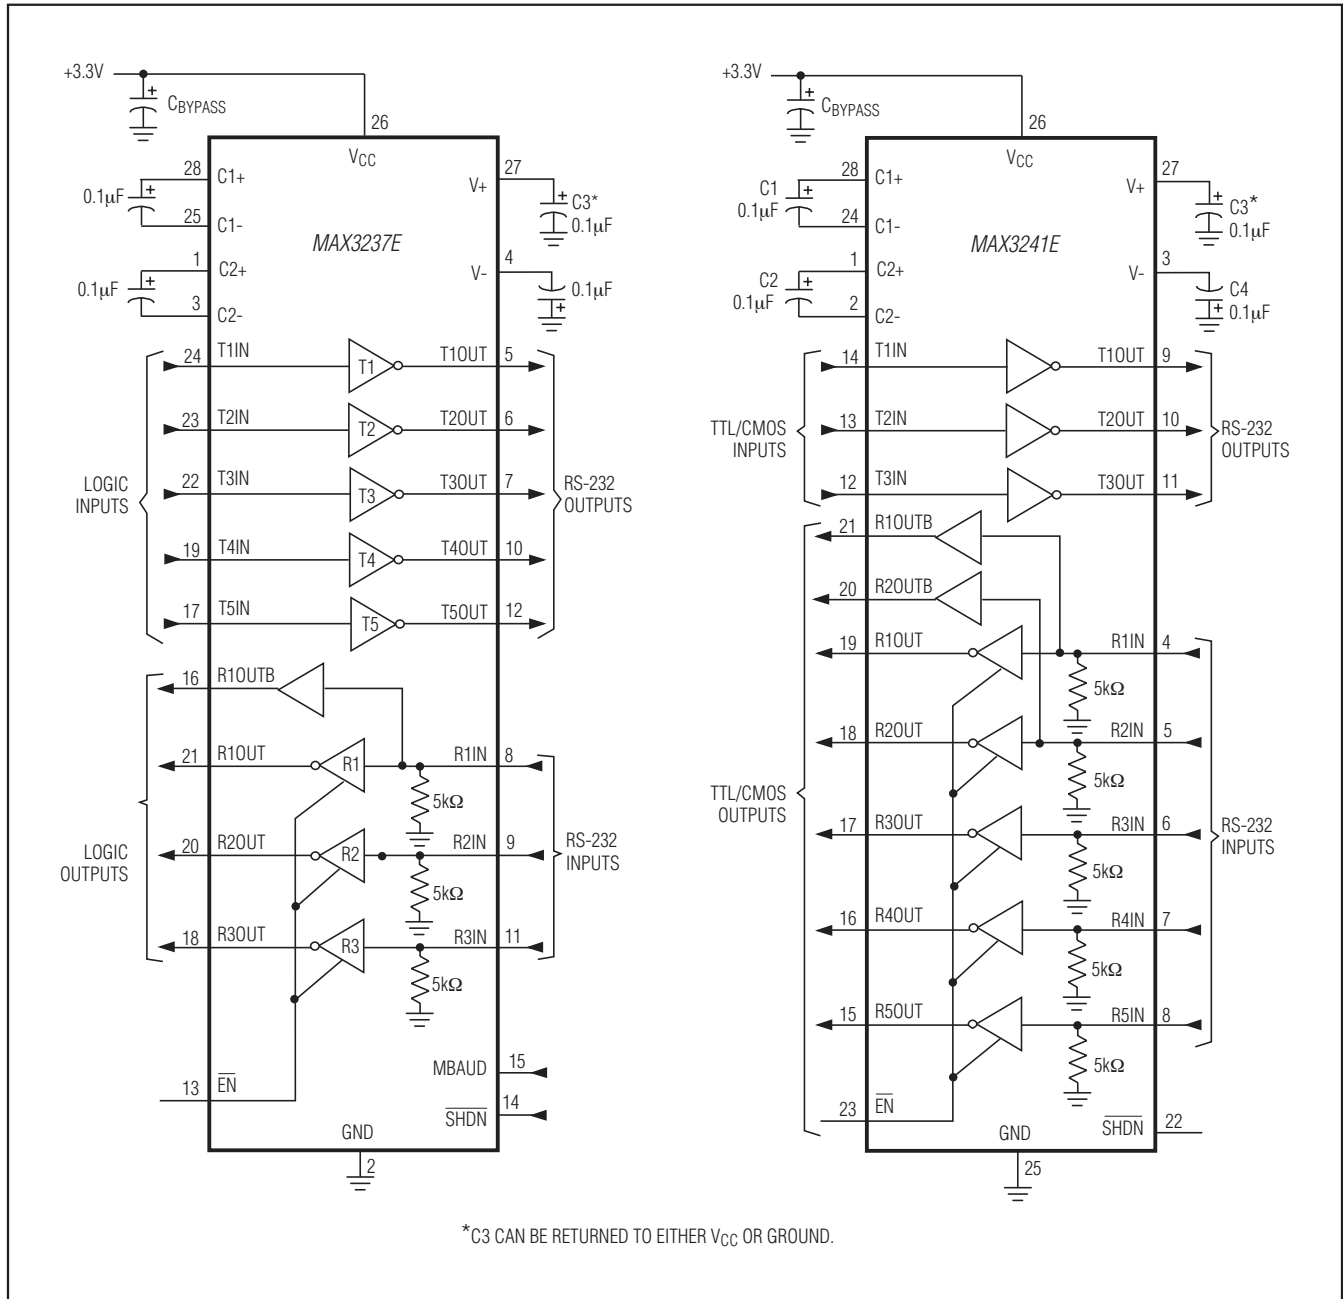 +3.3V
CBYPASS
26
VCC
28
C1+
0.1µF
25
C1-
27
V+
C3*
0.1µF
MAX3237E
1
C2+
0.1µF
3
C2-
4
V-
0.1µF
LOGIC
INPUTS
24 T1IN T1 T1OUT 5
23 T2IN T2 T2OUT 6
22 T3IN T3 T3OUT 7
19 T4IN T4 T4OUT 10
17 T5IN T5 T5OUT 12
RS-232
OUTPUTS
16 R1OUTB
21 R1OUT R1 R1IN 8
5kΩ
20 R2OUT R2 R2IN 9
5kΩ
18 R3OUT R3 R3IN 11
5kΩ
LOGIC
OUTPUTS
RS-232
INPUTS
MBAUD 15
13 EN
SHDN 14
GND
2
+3.3V
CBYPASS
26
VCC
28
C1+
C1
0.1µF
24
C1-
27
V+
C3*
0.1µF
MAX3241E
1
C2+
C2
0.1µF
2
C2-
3
V-
C4
0.1µF
TTL/CMOS
INPUTS
14 T1IN T1OUT 9
13 T2IN T2OUT 10
12 T3IN T3OUT 11
RS-232
OUTPUTS
21 R1OUTB
20 R2OUTB
19 R1OUT R1IN 4
5kΩ
18 R2OUT R2IN 5
5kΩ
17 R3OUT R3IN 6
5kΩ
16 R4OUT R4IN 7
5kΩ
15 R5OUT R5IN 8
5kΩ
TTL/CMOS
OUTPUTS
RS-232
INPUTS
23 EN
SHDN 22
GND
25
*C3 CAN BE RETURNED TO EITHER VCC OR GROUND.